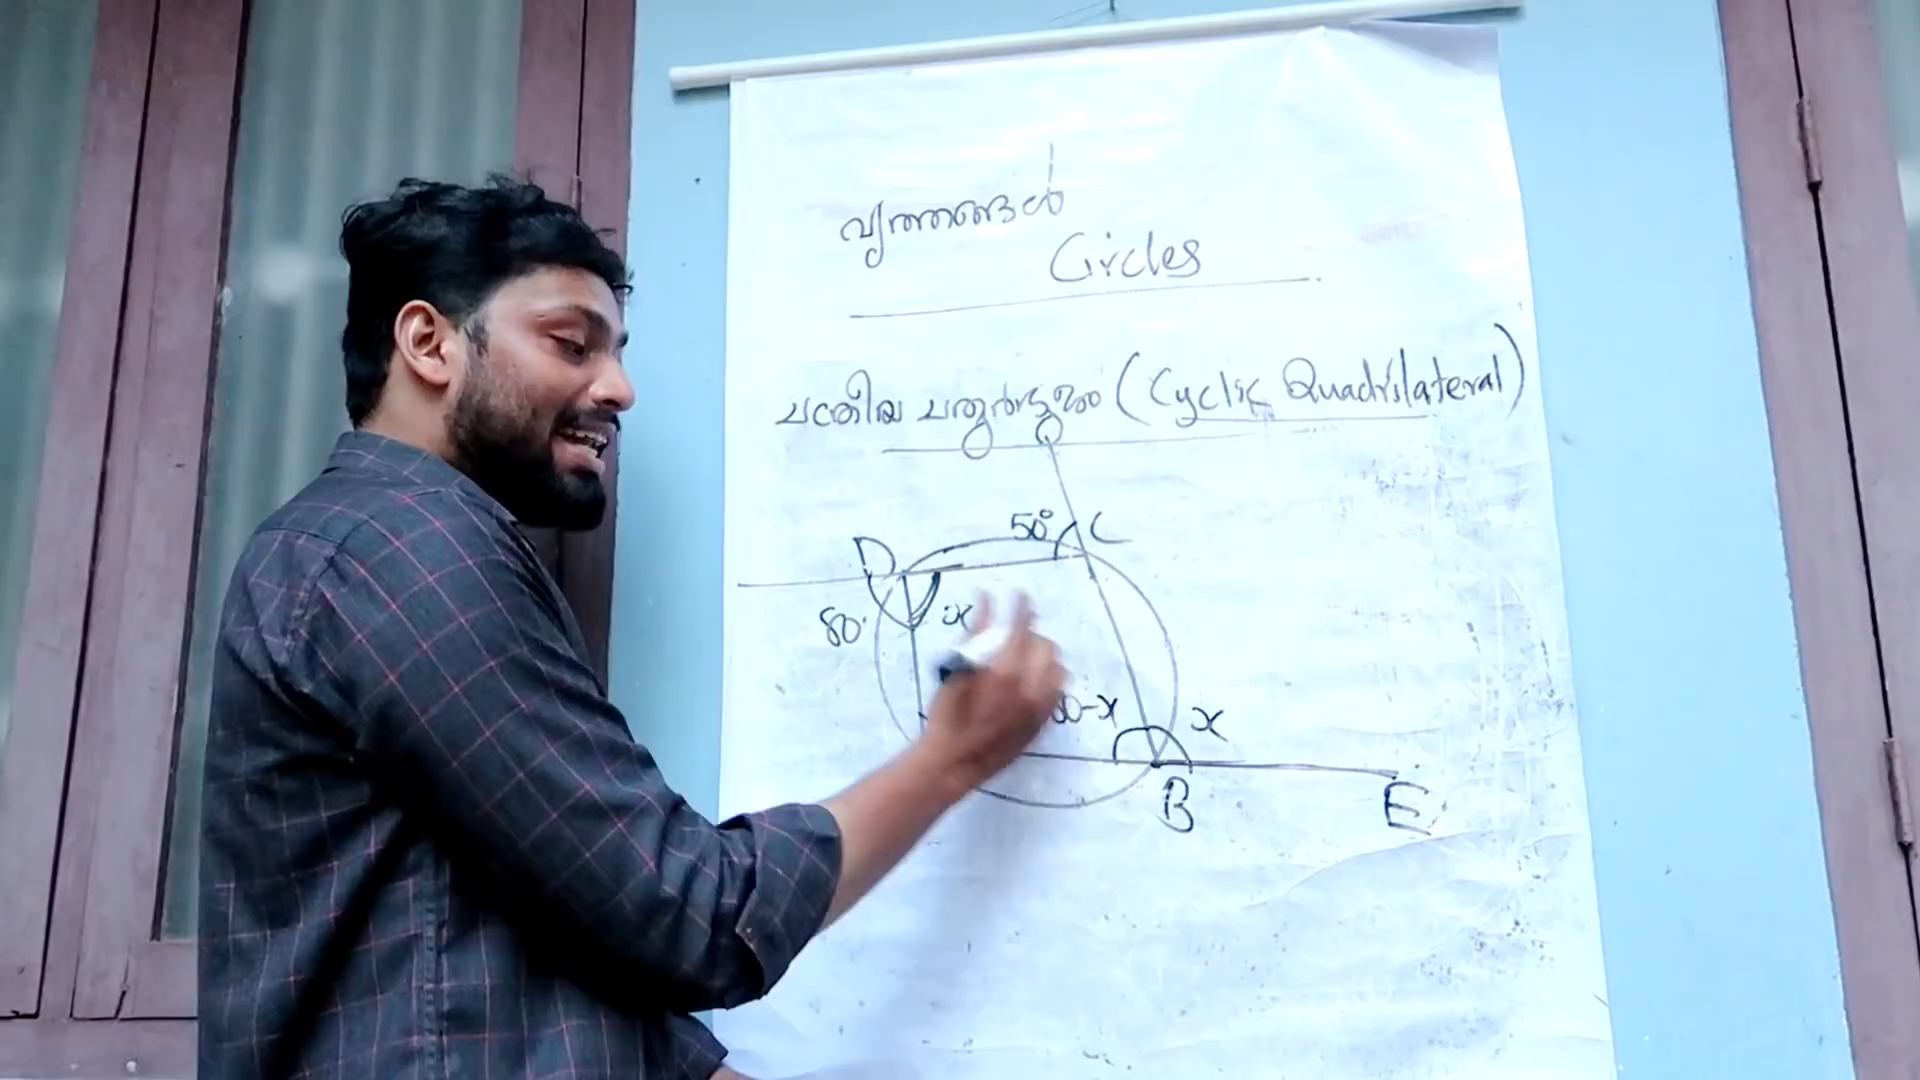 വൃത്തങ്ങൾ
Circles
ചക്രീയ ചതുർഭുജം (Cyclic Quadrilateral)
50° C
D
80° x
-x x
B E